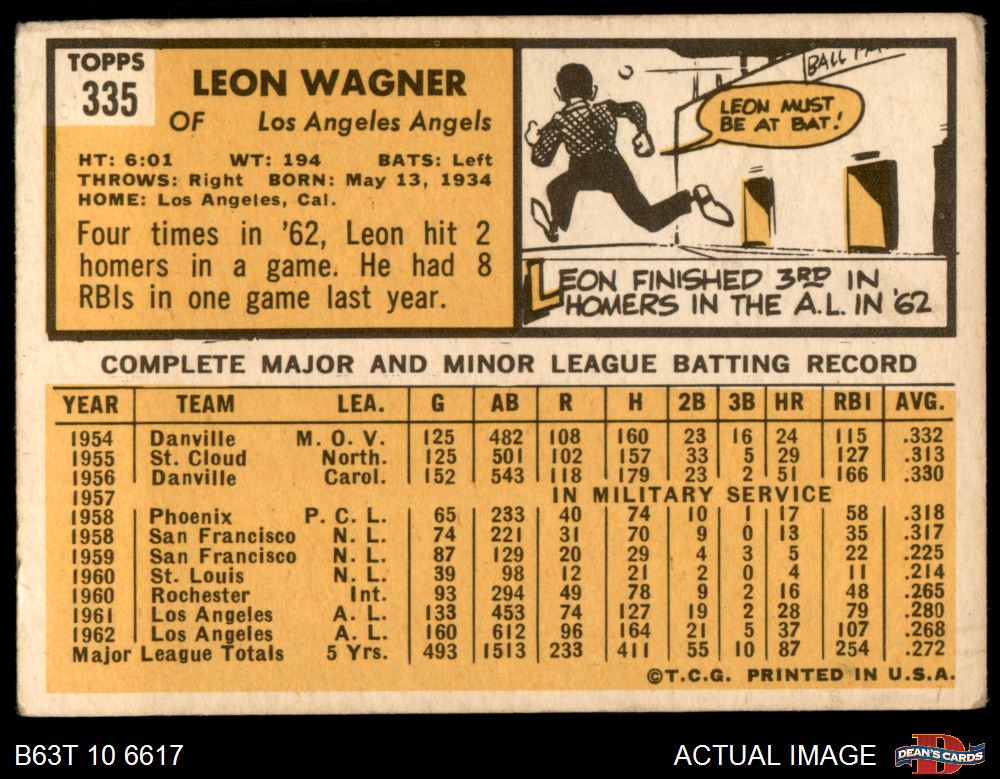 TOPPS
335
LEON WAGNER
OF Los Angeles Angels
HT: 6:01 WT: 194 BATS: Left
THROWS: Right BORN: May 13, 1934
HOME: Los Angeles, Cal.
Four times in '62, Leon hit 2
homers in a game. He had 8
RBIs in one game last year.
BALL
LEON MUST
BE AT BAT!
LEON FINISHED 3RD IN
HOMERS IN THE A.L. IN '62
COMPLETE MAJOR AND MINOR LEAGUE BATTING RECORD
YEAR TEAM LEA. G AB R H 2B 3B HR RBI AVG.
1954 Danville M. O. V. 125 482 108 160 23 16 24 115 .332
1955 St. Cloud North. 125 501 102 157 33 5 29 127 .313
1956 Danville Carol. 152 543 118 179 23 2 51 166 .330
1957 IN MILITARY SERVICE
1958 Phoenix P. C. L. 65 233 40 74 10 1 17 58 .318
1958 San Francisco N. L. 74 221 31 70 9 0 13 35 .317
1959 San Francisco N. L. 87 129 20 29 4 3 5 22 .225
1960 St. Louis N. L. 39 98 12 21 2 0 4 11 .214
1960 Rochester Int. 93 294 49 78 9 2 16 48 .265
1961 Los Angeles A. L. 133 453 74 127 19 2 28 79 .280
1962 Los Angeles A. L. 160 612 96 164 21 5 37 107 .268
Major League Totals 5 Yrs. 493 1513 233 411 55 10 87 254 .272
©T.C.G. PRINTED IN U.S.A.
B63T 10 6617
ACTUAL IMAGE
D
DEAN'S CARDS